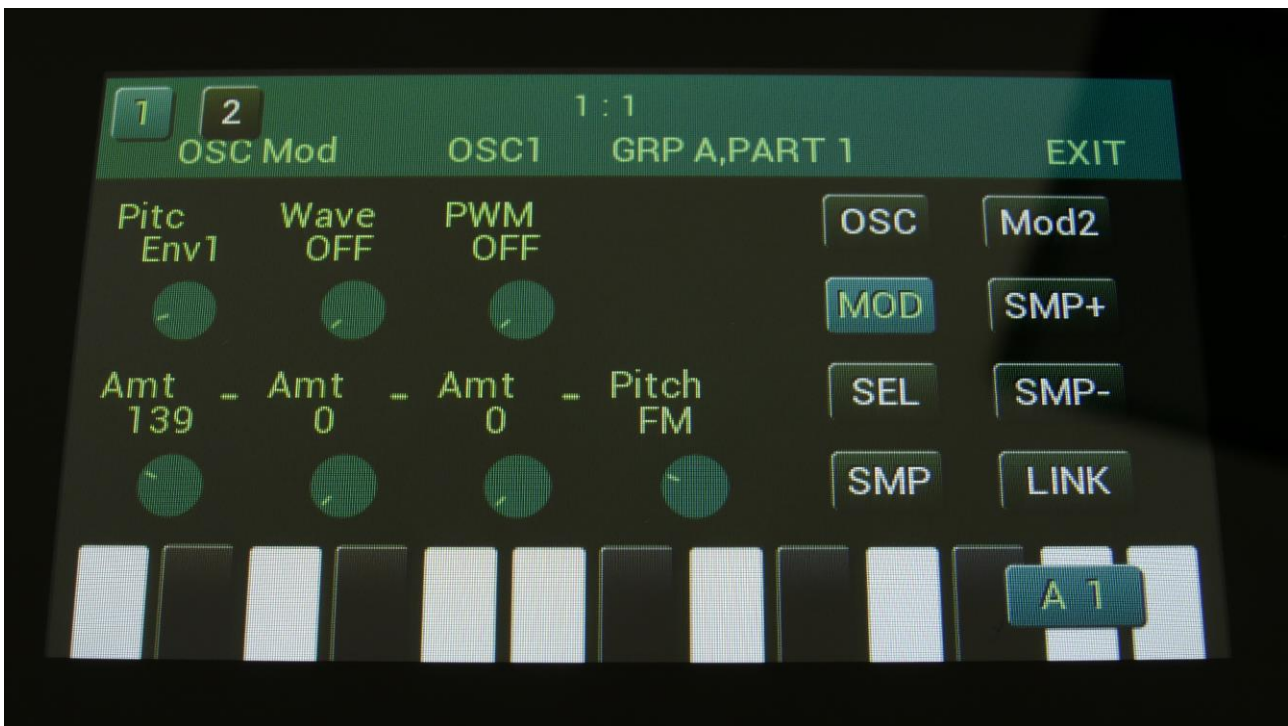 1 2 1 : 1
OSC Mod OSC1 GRP A,PART 1 EXIT
Pitc Wave PWM OSC Mod2
Env1 OFF OFF
MOD SMP+
Amt _ Amt _ Amt _ Pitch SEL SMP-
139 0 0 FM
SMP LINK
A 1